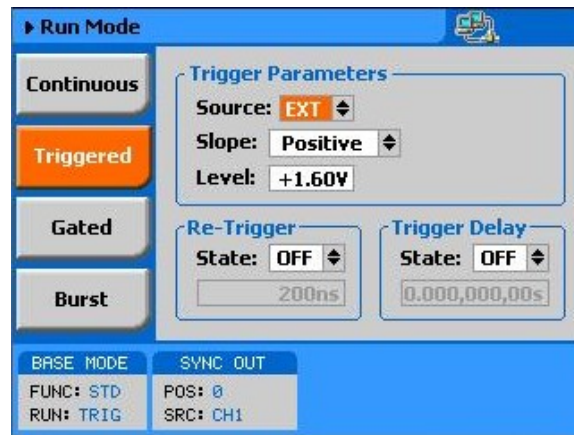 Run Mode
Continuous
Triggered
Gated
Burst
Trigger Parameters
Source: EXT
Slope: Positive
Level: +1.60V
Re-Trigger
State: OFF
200ns
Trigger Delay
State: OFF
0.000,000,00s
BASE MODE
FUNC: STD
RUN: TRIG
SYNC OUT
POS: 0
SRC: CH1